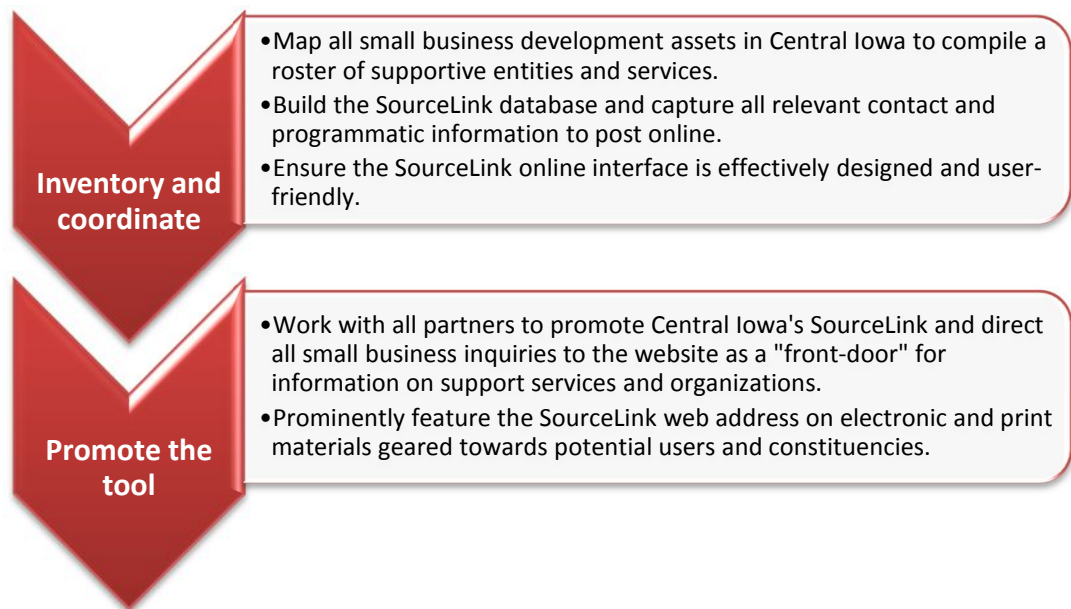 Inventory and
coordinate
•Map all small business development assets in Central Iowa to compile a
roster of supportive entities and services.
•Build the SourceLink database and capture all relevant contact and
programmatic information to post online.
•Ensure the SourceLink online interface is effectively designed and user-
friendly.
Promote the
tool
•Work with all partners to promote Central Iowa's SourceLink and direct
all small business inquiries to the website as a "front-door" for
information on support services and organizations.
•Prominently feature the SourceLink web address on electronic and print
materials geared towards potential users and constituencies.